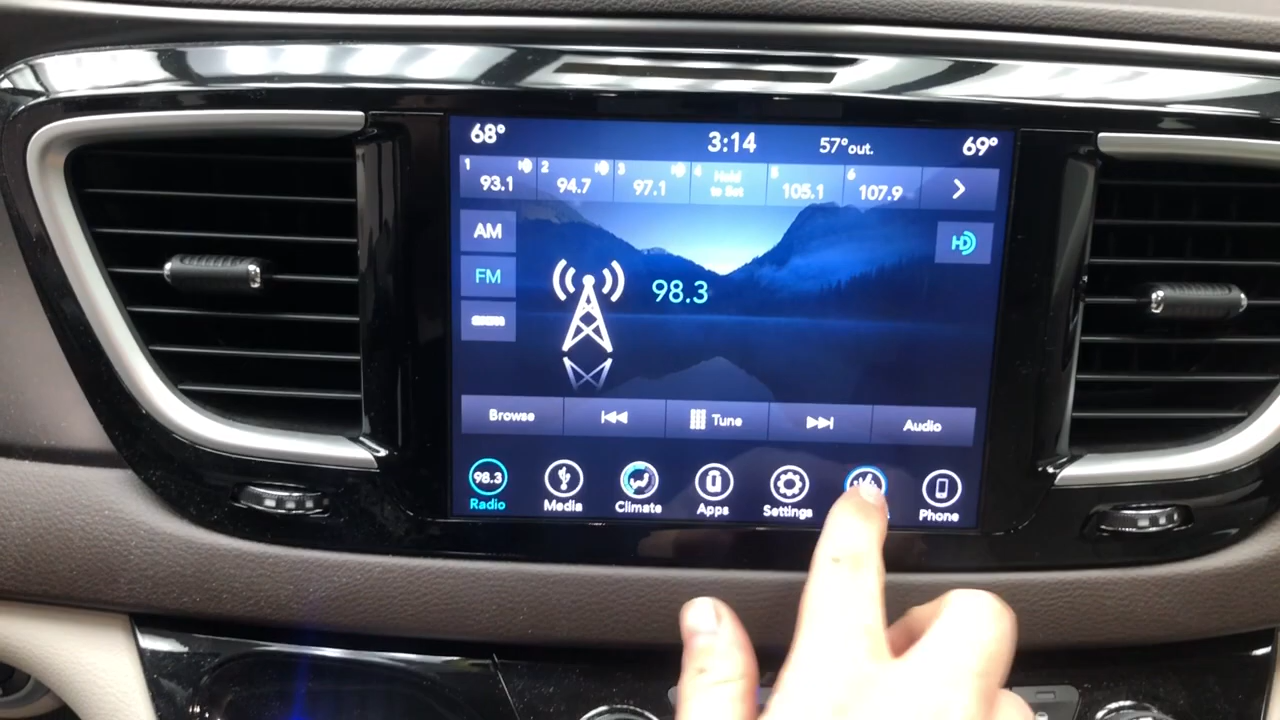 68° 3:14 57°out. 69°
1 93.1 2 94.7 3 97.1 4 Hold to Set 5 105.1 6 107.9
AM
HD
FM
98.3
Browse Tune Audio
98.3
Radio Media Climate Apps Settings Phone